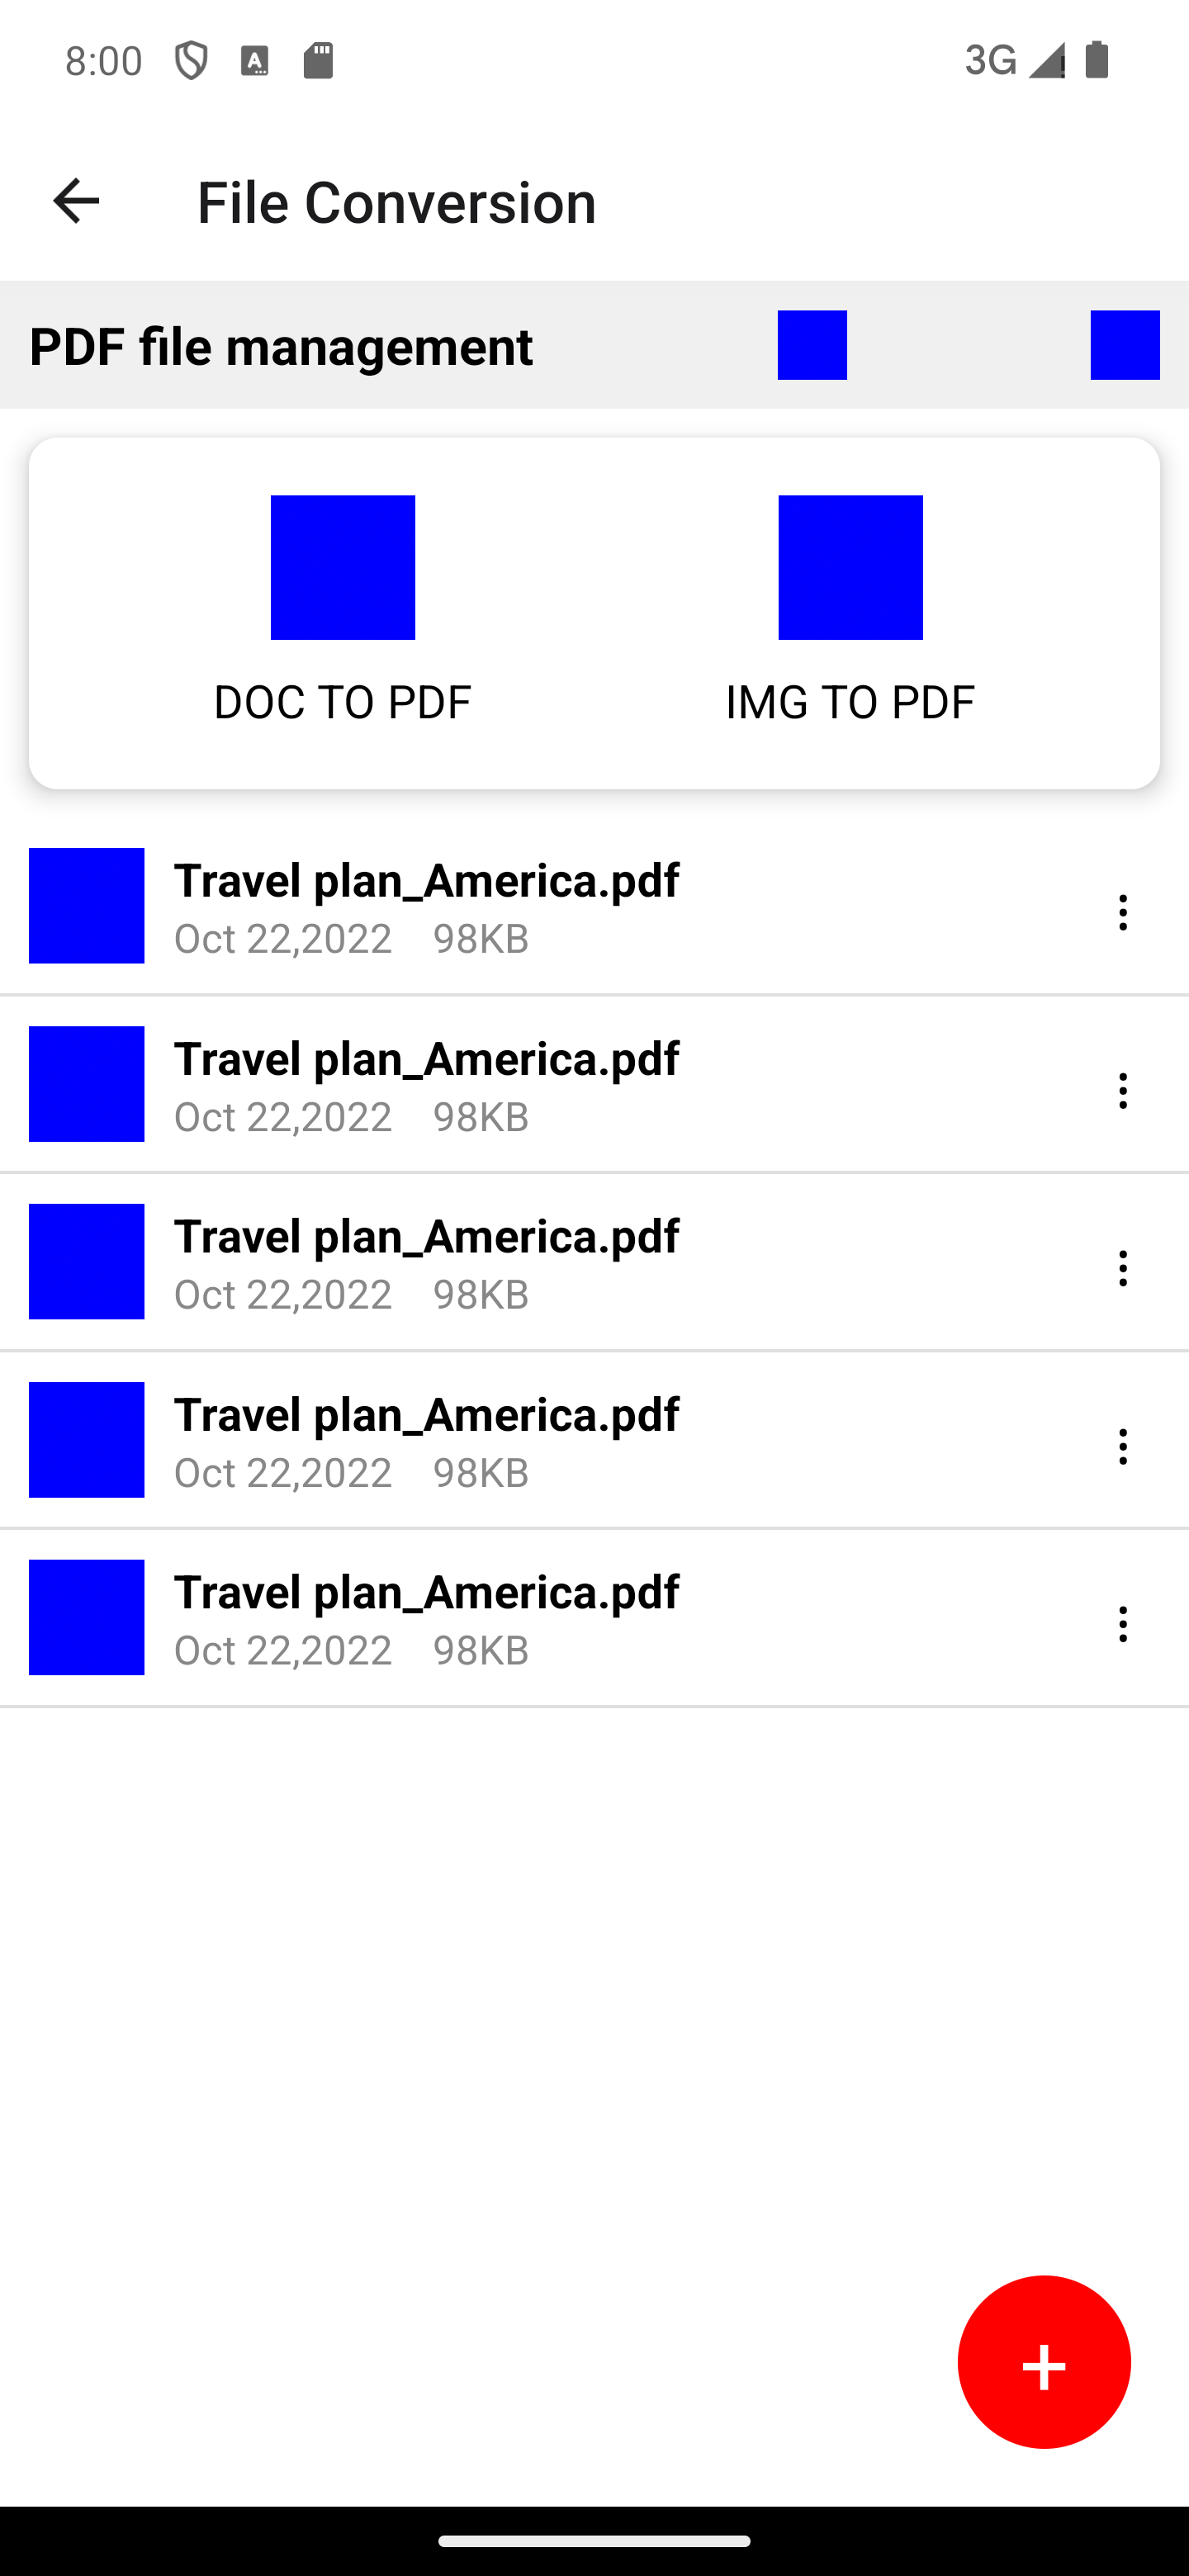 8:00 3G
File Conversion
PDF file management
DOC TO PDF IMG TO PDF
Travel plan_America.pdf
Oct 22,2022 98KB
Travel plan_America.pdf
Oct 22,2022 98KB
Travel plan_America.pdf
Oct 22,2022 98KB
Travel plan_America.pdf
Oct 22,2022 98KB
Travel plan_America.pdf
Oct 22,2022 98KB
+